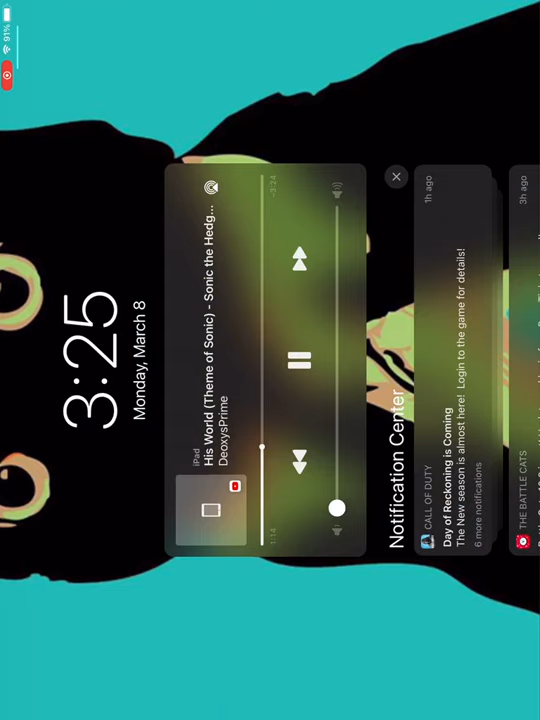 91%
3:25
Monday, March 8
iPad
His World (Theme of Sonic) - Sonic the Hedg...
DeoxysPrime
1:14
-3:24
Notification Center
CALL OF DUTY
1h ago
Day of Reckoning is Coming
The New season is almost here! Login to the game for details!
6 more notifications
THE BATTLE CATS
3h ago